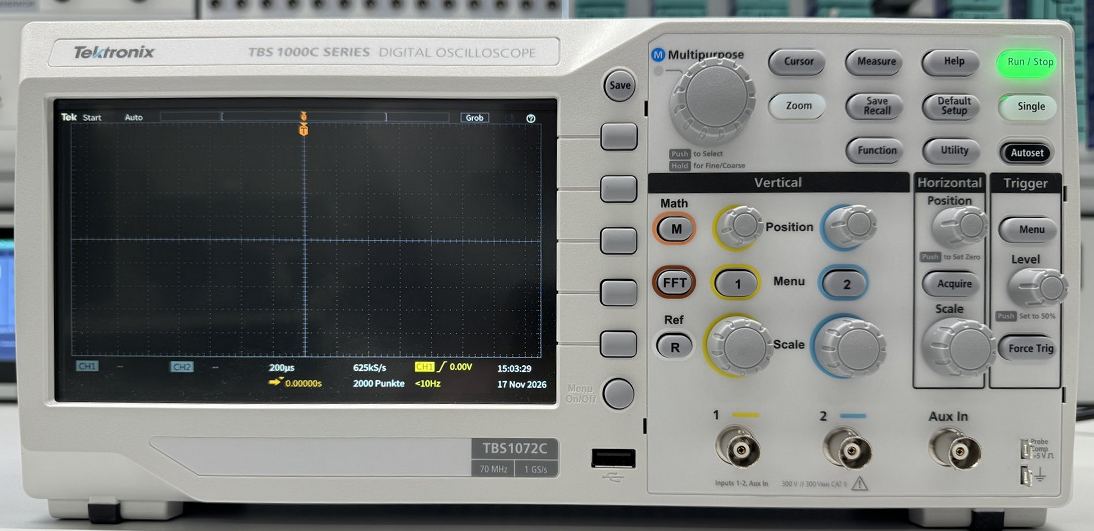 Tektronix
TBS 1000C SERIES DIGITAL OSCILLOSCOPE
Tek Start Auto Grob
T
CH1 -- CH2 --
200µs
0.00000s
625kS/s
2000 Punkte
CH1 0.00V
<10Hz
15:03:29
17 Nov 2026
TBS1072C
70 MHz 1 GS/s
Save
Menu
On/Off
M Multipurpose
Push to Select
Hold for Fine/Coarse
Cursor
Measure
Help
Run / Stop
Zoom
Save
Recall
Default
Setup
Single
Function
Utility
Autoset
Vertical
Math
M
Position
FFT
1
Menu
2
Ref
R
Scale
Horizontal
Position
Push to Set Zero
Acquire
Scale
Trigger
Menu
Level
Push Set to 50%
Force Trig
1
2
Aux In
Inputs 1-2, Aux In
300 V
CAT II
Probe
Comp